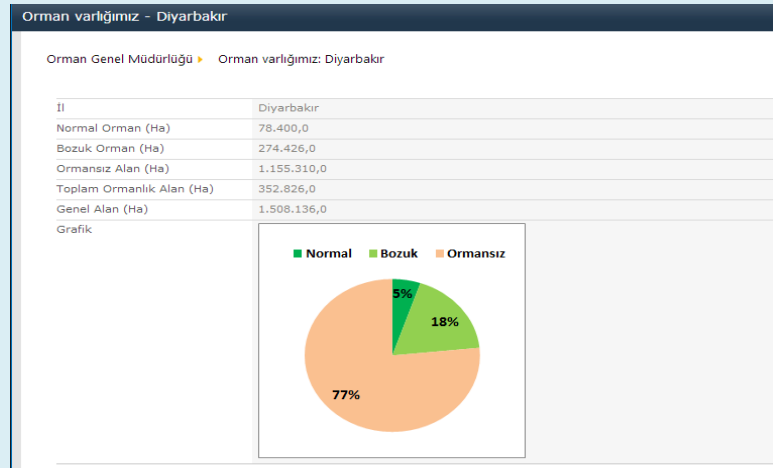 Orman varlığımız - Diyarbakır
Orman Genel Müdürlüğü Orman varlığımız: Diyarbakır
İl Diyarbakır
Normal Orman (Ha) 78.400,0
Bozuk Orman (Ha) 274.426,0
Ormansız Alan (Ha) 1.155.310,0
Toplam Ormanlık Alan (Ha) 352.826,0
Genel Alan (Ha) 1.508.136,0
Grafik
Normal Bozuk Ormansız
5%
18%
77%